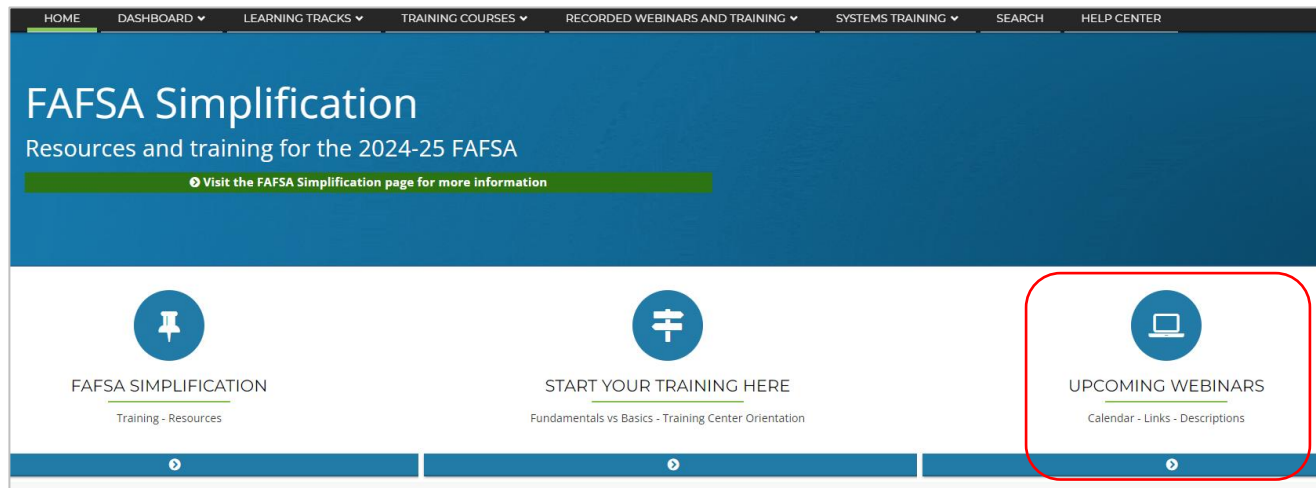 HOME DASHBOARD LEARNING TRACKS TRAINING COURSES RECORDED WEBINARS AND TRAINING SYSTEMS TRAINING SEARCH HELP CENTER
FAFSA Simplification
Resources and training for the 2024-25 FAFSA
Visit the FAFSA Simplification page for more information
FAFSA SIMPLIFICATION
Training - Resources
START YOUR TRAINING HERE
Fundamentals vs Basics - Training Center Orientation
UPCOMING WEBINARS
Calendar - Links - Descriptions